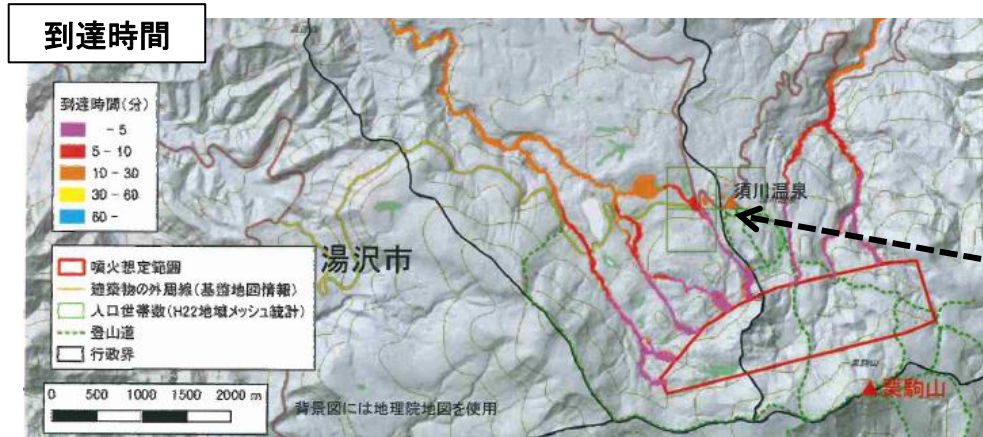 到達時間
到達時間(分)
- 5
5 - 10
10 - 30
30 - 60
60 -
噴火想定範囲
建築物の外周線(基盤地図情報)
人口世帯数(H22地域メッシュ統計)
登山道
行政界
0 500 1000 1500 2000 m
背景図には地理院地図を使用
湯沢市
須川温泉
栗駒山
栗駒山